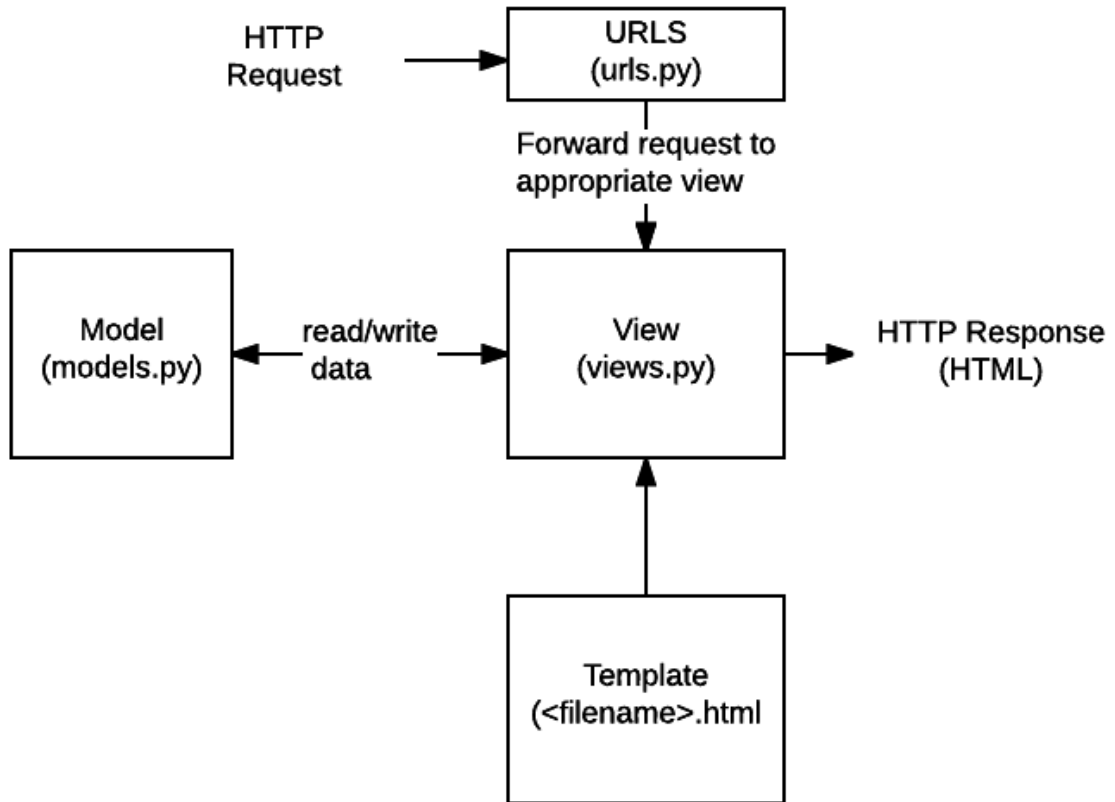 HTTP
Request
URLS
(urls.py)
Forward request to
appropriate view
Model
(models.py)
read/write
data
View
(views.py)
HTTP Response
(HTML)
Template
(<filename>.html